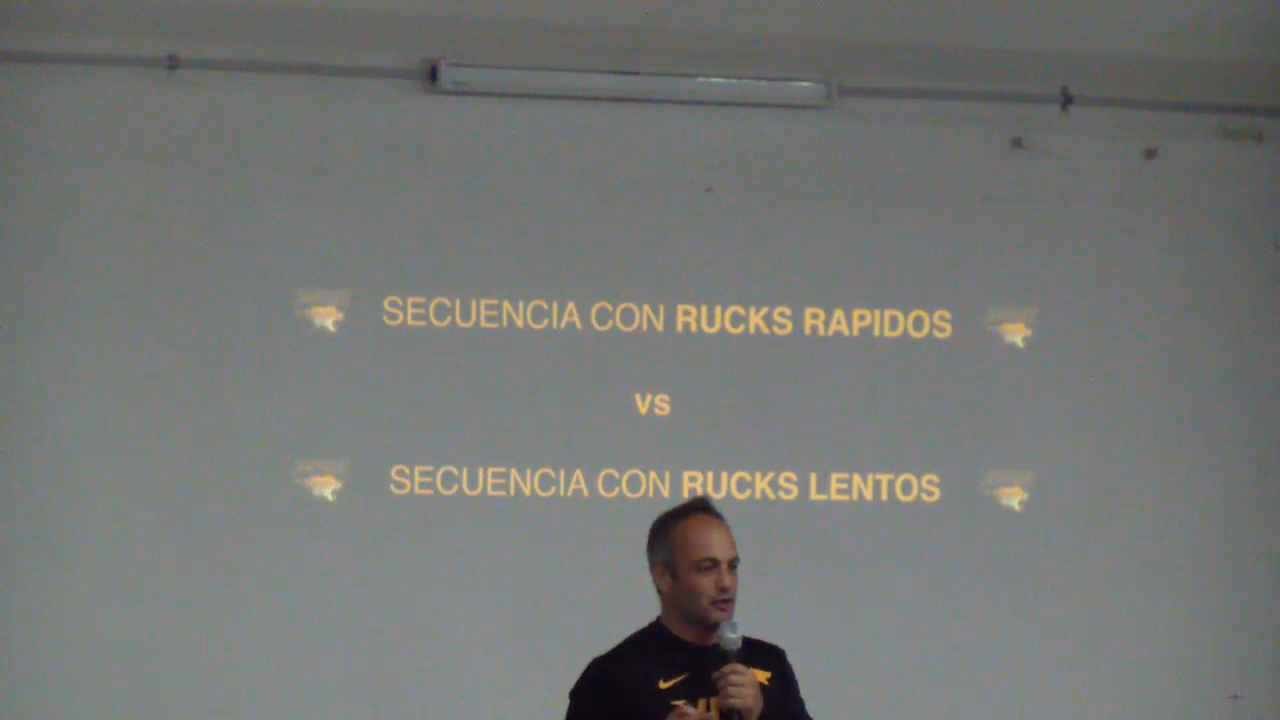 SECUENCIA CON RUCKS RAPIDOS
vs
SECUENCIA CON RUCKS LENTOS